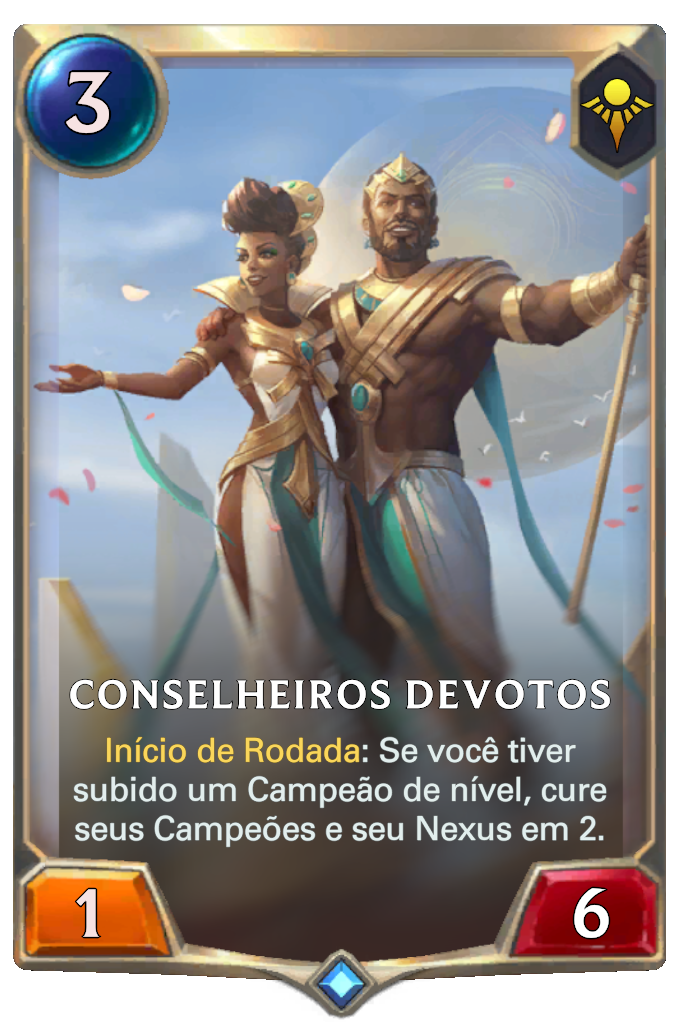 3
CONSELHEIROS DEVOTOS
Início de Rodada: Se você tiver
subido um Campeão de nível, cure
seus Campeões e seu Nexus em 2.
1
6